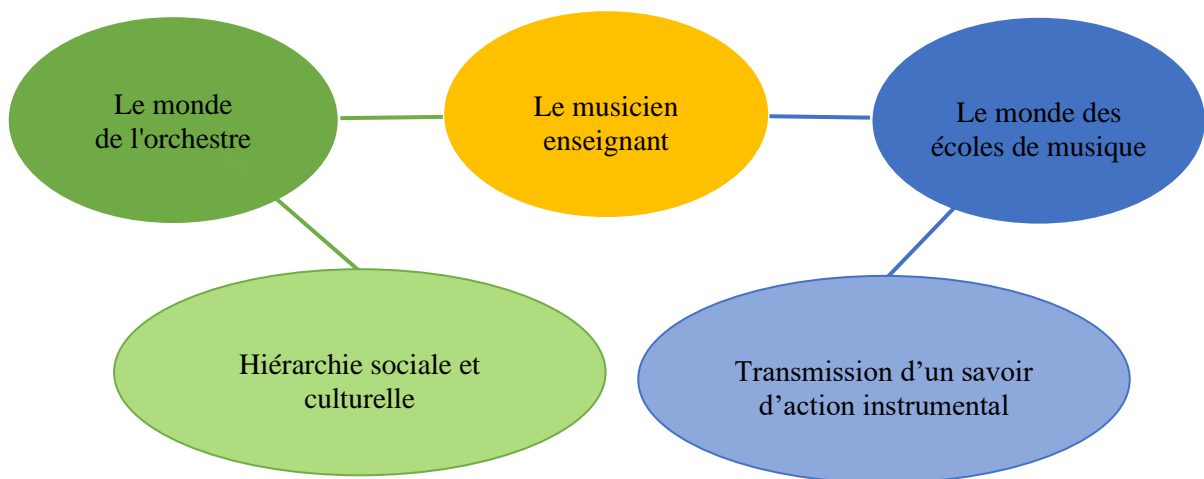 Le monde
de l'orchestre
Le musicien
enseignant
Le monde des
écoles de musique
Hiérarchie sociale et
culturelle
Transmission d’un savoir
d’action instrumental